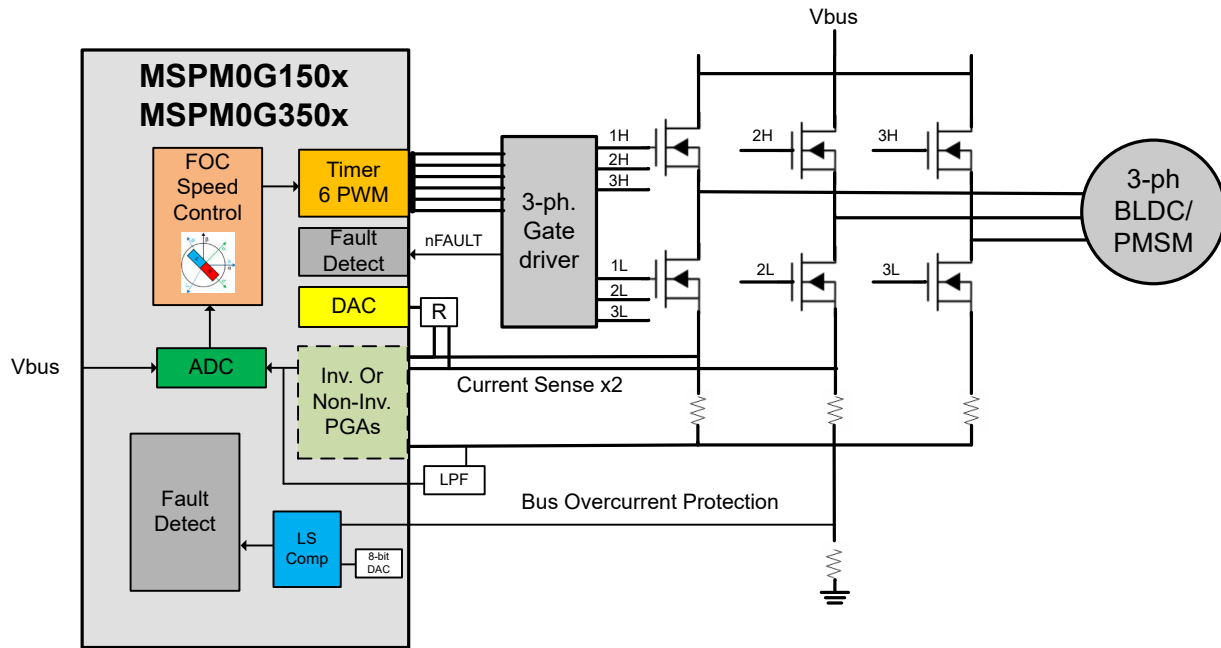 Vbus
MSPM0G150x
MSPM0G350x
FOC
Speed
Control
Timer
6 PWM
Fault
Detect
nFAULT
DAC
R
3-ph.
Gate
driver
1H
2H
3H
1L
2L
3L
2H
3H
2L
3L
3-ph
BLDC/
PMSM
Vbus
ADC
Inv. Or
Non-Inv.
PGAs
Current Sense x2
LPF
Bus Overcurrent Protection
Fault
Detect
LS
Comp
8-bit
DAC